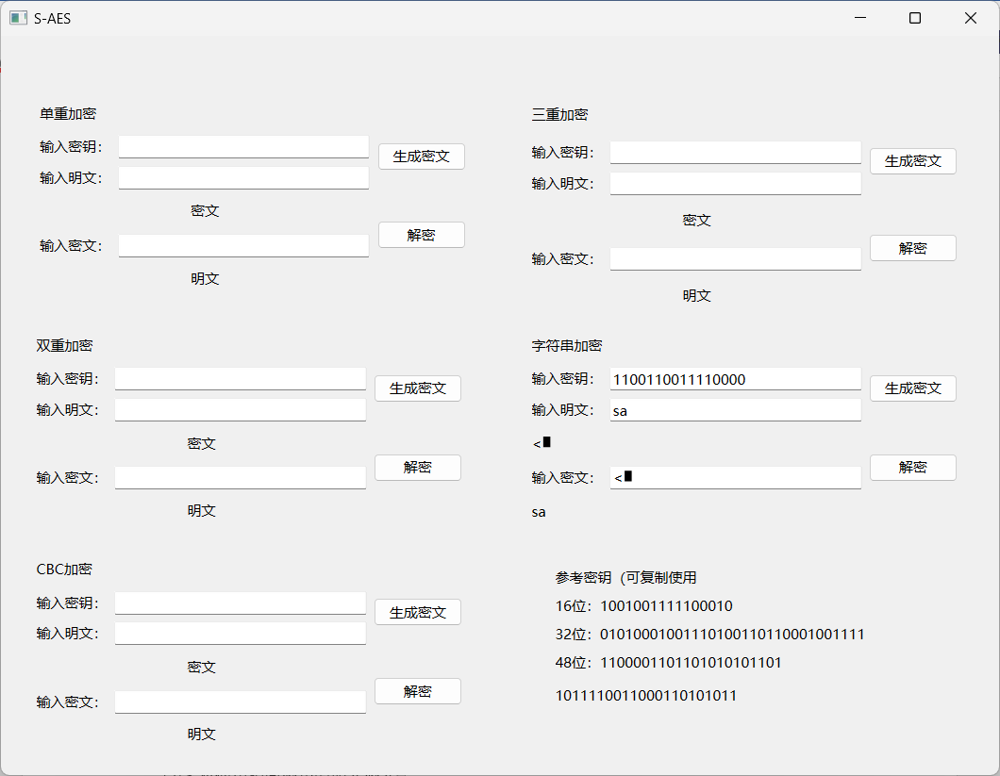 S-AES
单重加密
输入密钥：
生成密文
输入明文：
密文
输入密文：
解密
明文
三重加密
输入密钥：
生成密文
输入明文：
密文
输入密文：
解密
明文
双重加密
输入密钥：
生成密文
输入明文：
密文
输入密文：
解密
明文
字符串加密
输入密钥：
1100110011110000
生成密文
输入明文：
sa
<
输入密文：
<
解密
sa
CBC加密
输入密钥：
生成密文
输入明文：
密文
输入密文：
解密
明文
参考密钥（可复制使用
16位：1001001111100010
32位：01010001001110100110110001001111
48位：1100001101101010101101
1011110011000110101011